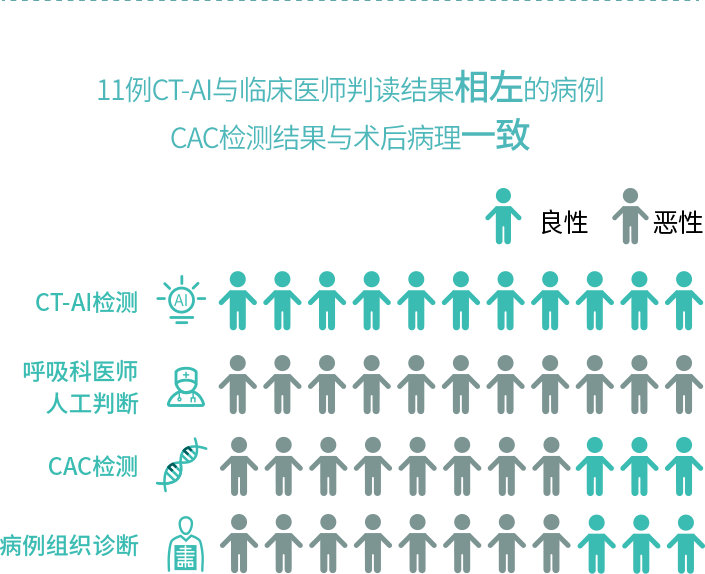 11例CT-AI与临床医师判读结果相左的病例
CAC检测结果与术后病理一致
良性 恶性
CT-AI检测
AI
呼吸科医师
人工判断
CAC检测
病例组织诊断